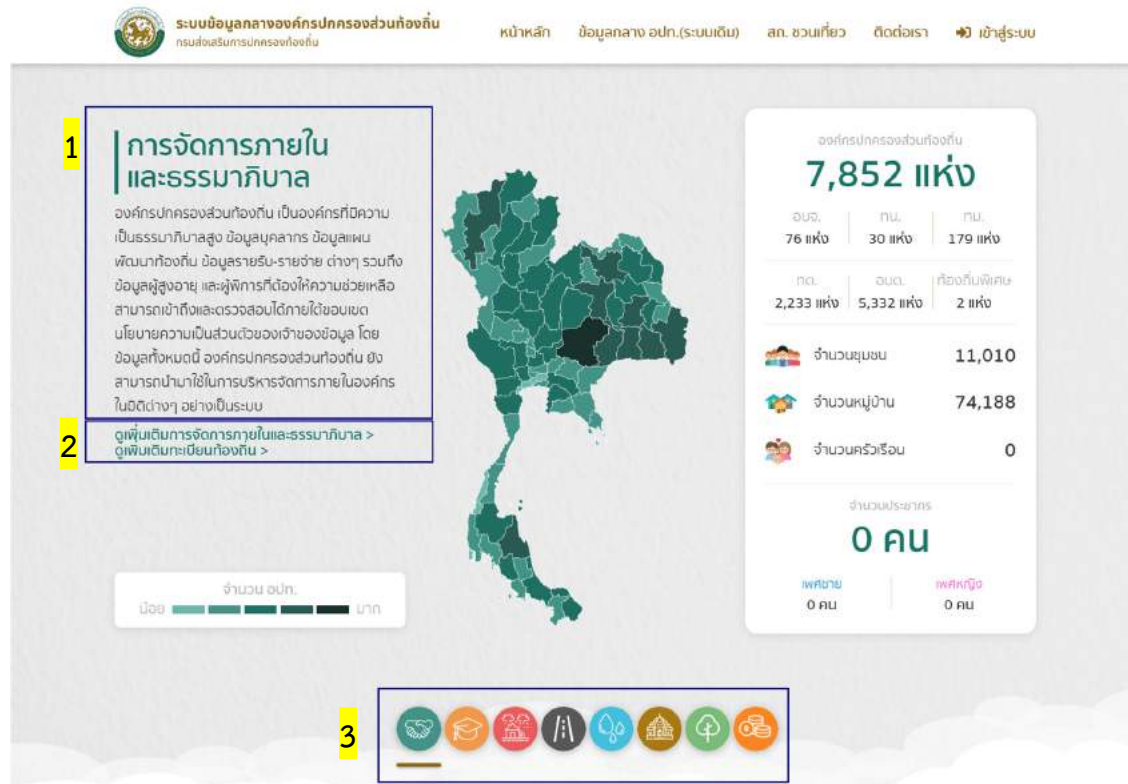 ระบบข้อมูลกลางองค์กรปกครองส่วนท้องถิ่น
กรมส่งเสริมการปกครองท้องถิ่น
หน้าหลัก ข้อมูลกลาง อปท.(ระบบเดิม) สถ. ชวนเที่ยว ติดต่อเรา เข้าสู่ระบบ
1
การจัดการภายใน
และธรรมาภิบาล
องค์กรปกครองส่วนท้องถิ่น เป็นองค์กรที่มีความ
เป็นธรรมาภิบาลสูง ข้อมูลบุคลากร ข้อมูลแผน
พัฒนาท้องถิ่น ข้อมูลรายรับ-รายจ่าย ต่างๆ รวมถึง
ข้อมูลผู้สูงอายุ และผู้พิการที่ต้องให้ความช่วยเหลือ
สามารถเข้าถึงและตรวจสอบได้ภายใต้ขอบเขต
นโยบายความเป็นส่วนตัวของเจ้าของข้อมูล โดย
ข้อมูลทั้งหมดนี้ องค์กรปกครองส่วนท้องถิ่น ยัง
สามารถนำมาใช้ในการบริหารจัดการภายในองค์กร
ในมิติต่างๆ อย่างเป็นระบบ
2
ดูเพิ่มเติมการจัดการภายในและธรรมาภิบาล >
ดูเพิ่มเติมทะเบียนท้องถิ่น >
จำนวน อปท.
น้อย มาก
องค์กรปกครองส่วนท้องถิ่น
7,852 แห่ง
อบจ. ทน. ทม.
76 แห่ง 30 แห่ง 179 แห่ง
ทต. อบต. ท้องถิ่นพิเศษ
2,233 แห่ง 5,332 แห่ง 2 แห่ง
จำนวนชุมชน 11,010
จำนวนหมู่บ้าน 74,188
จำนวนครัวเรือน 0
จำนวนประชากร
0 คน
เพศชาย เพศหญิง
0 คน 0 คน
3